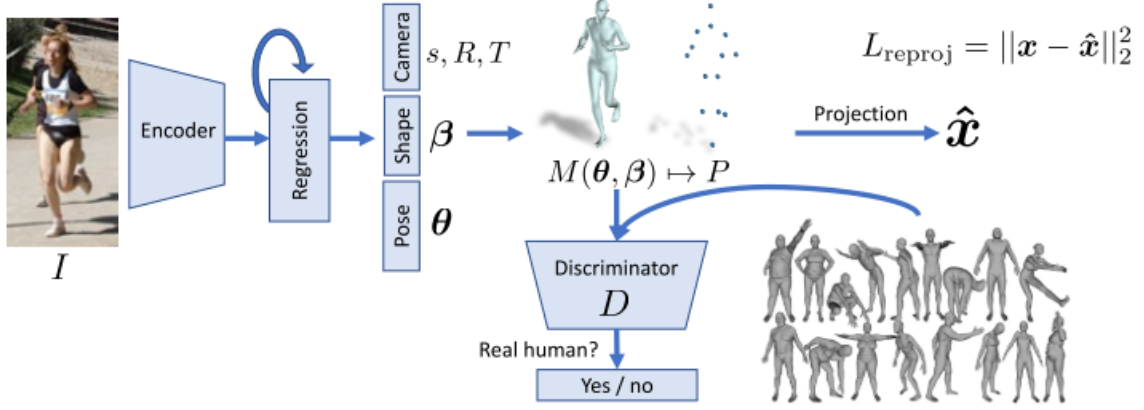 I
Encoder
Regression
Camera
s, R, T
Shape
β
Pose
θ
M(θ, β) ↦ P
L_reproj = ||x − x̂||₂²
Projection
x̂
Discriminator
D
Real human?
Yes / no